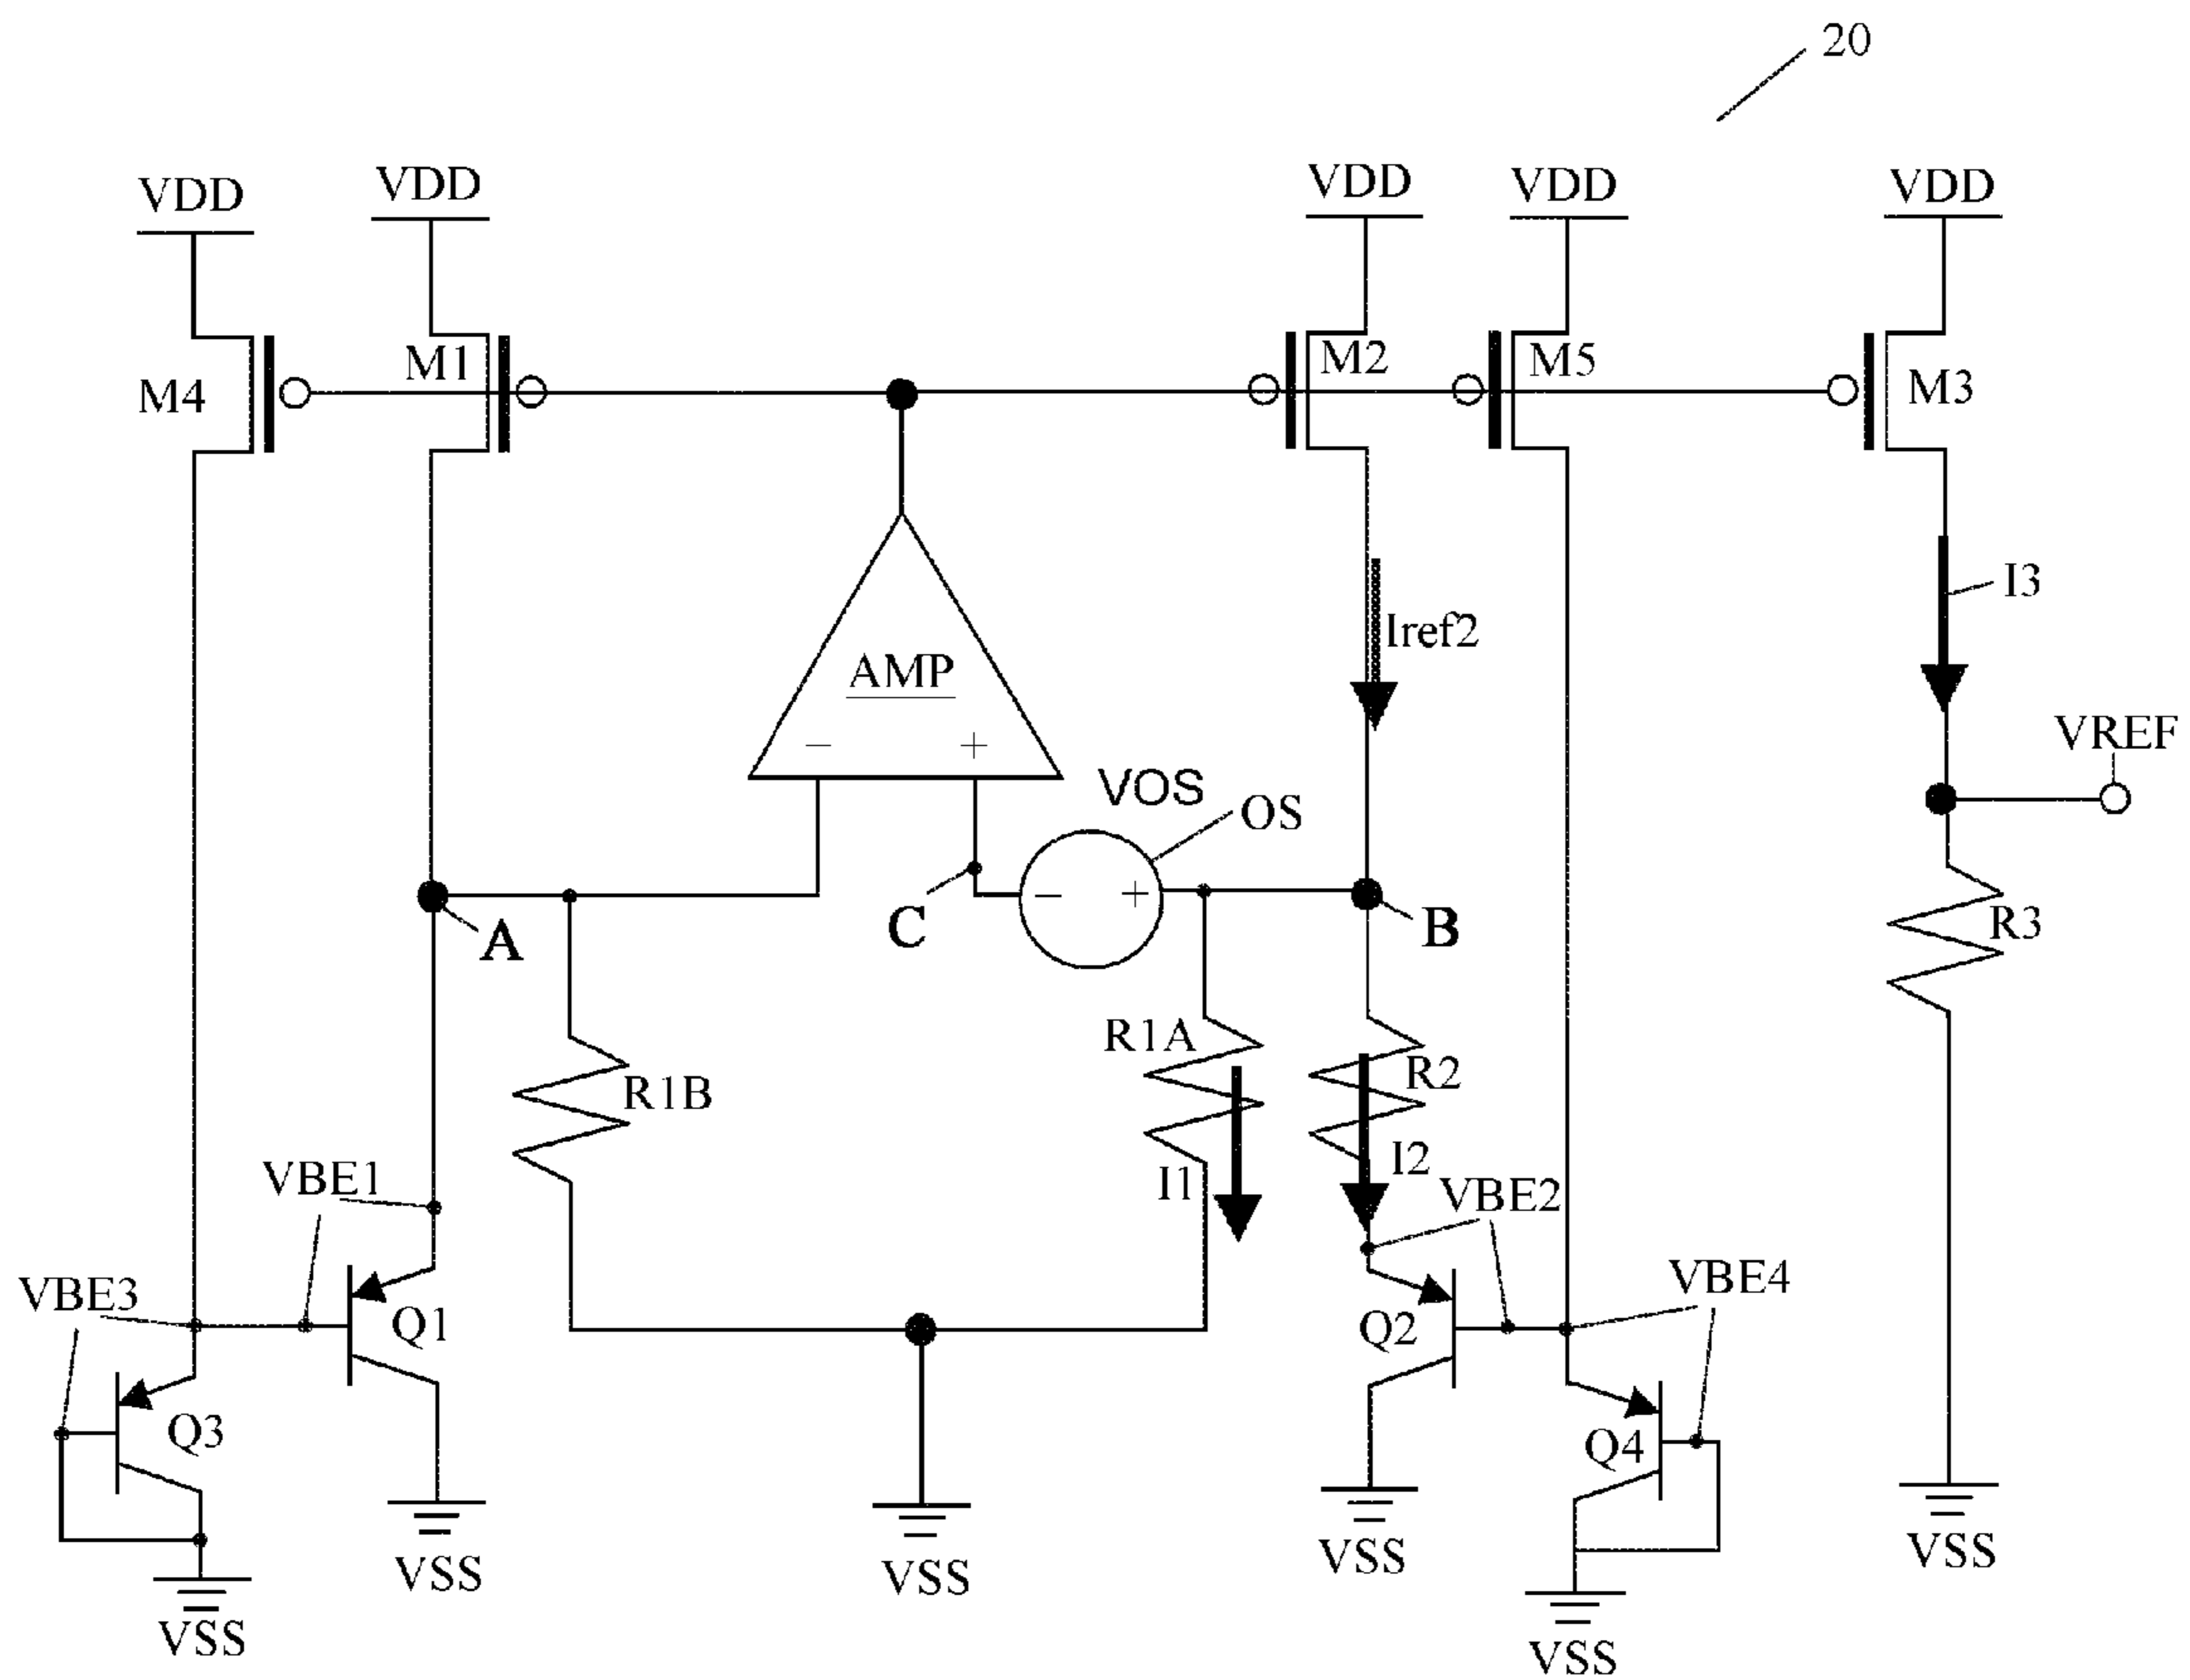 20
VDD
VDD
VDD
VDD
VDD
M4
M1
M2
M5
M3
I3
Iref2
AMP
− +
VREF
VOS
OS
− +
A
C
B
R3
R1A
R1B
R2
I1
I2
VBE1
VBE2
VBE3
VBE4
Q1
Q2
Q3
Q4
VSS
VSS
VSS
VSS
VSS
VSS